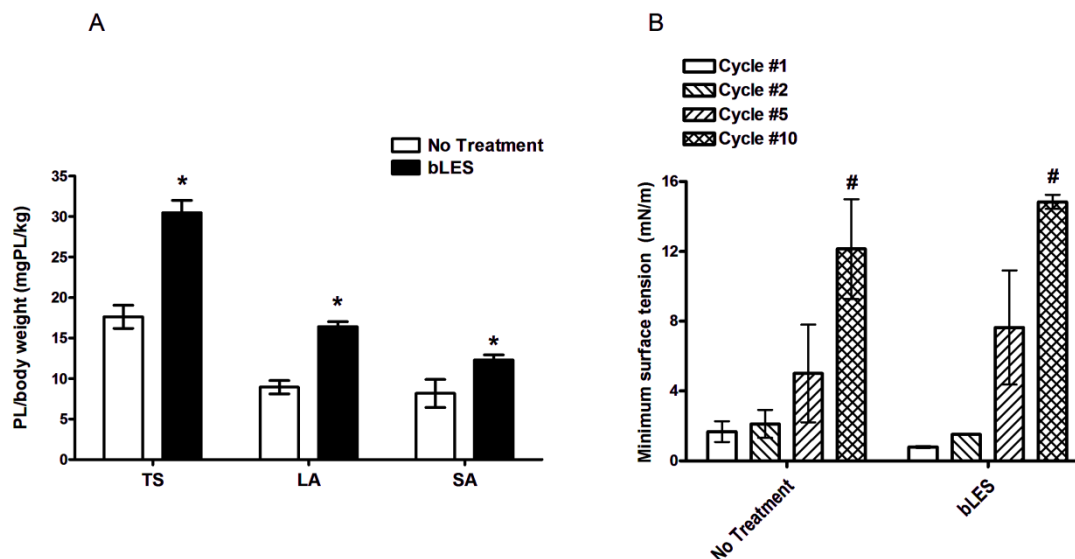 A
No Treatment
bLES
PL/body weight (mgPL/kg)
35
30
25
20
15
10
5
0
*
*
*
TS LA SA
B
Cycle #1
Cycle #2
Cycle #5
Cycle #10
Minimum surface tension (mN/m)
16
12
8
4
0
#
#
No Treatment
bLES